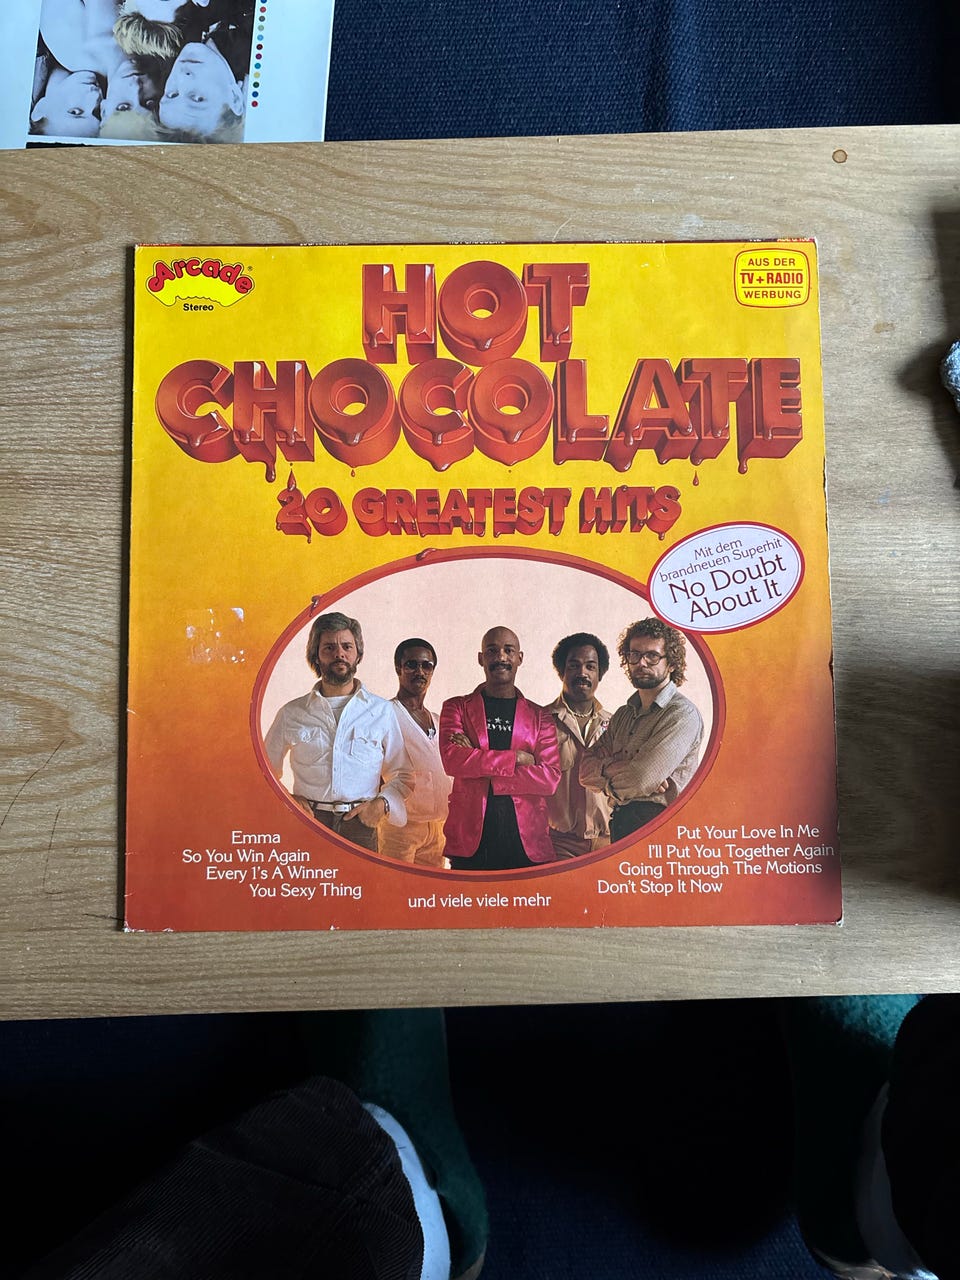 Arcade®
Stereo
AUS DER
TV + RADIO
WERBUNG
HOT
CHOCOLATE
20 GREATEST HITS
Mit dem
brandneuen Superhit
No Doubt
About It
Emma
So You Win Again
Every 1's A Winner
You Sexy Thing
und viele viele mehr
Put Your Love In Me
I'll Put You Together Again
Going Through The Motions
Don't Stop It Now